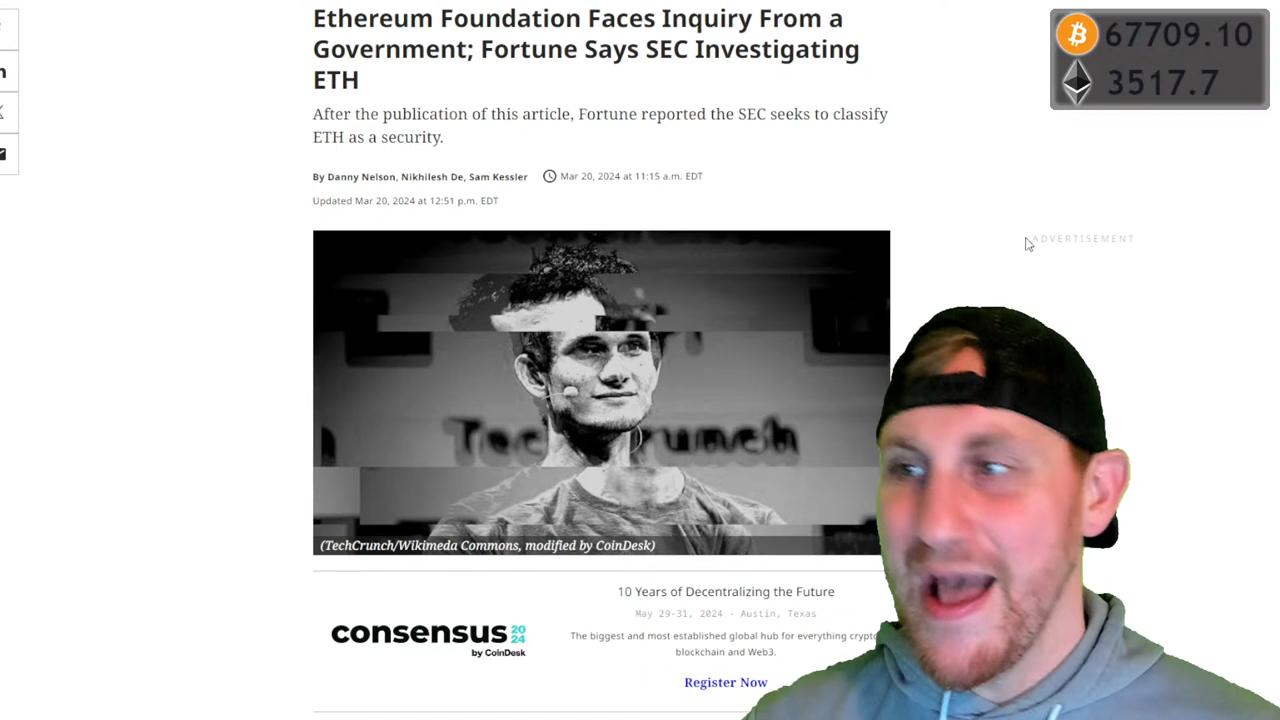 Ethereum Foundation Faces Inquiry From a
Government; Fortune Says SEC Investigating
ETH
After the publication of this article, Fortune reported the SEC seeks to classify
ETH as a security.
By Danny Nelson, Nikhilesh De, Sam Kessler
Mar 20, 2024 at 11:15 a.m. EDT
Updated Mar 20, 2024 at 12:51 p.m. EDT
67709.10
3517.7
ADVERTISEMENT
(TechCrunch/Wikimeda Commons, modified by CoinDesk)
consensus 2024
by CoinDesk
10 Years of Decentralizing the Future
May 29-31, 2024 - Austin, Texas
The biggest and most established global hub for everything crypto
blockchain and Web3.
Register Now